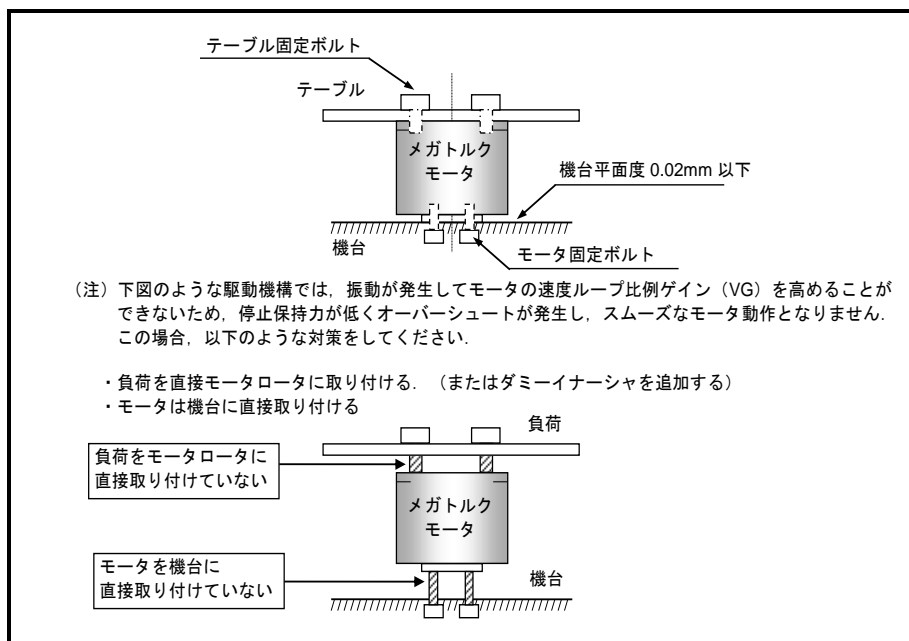 テーブル固定ボルト
テーブル
メガトルク
モータ
機台平面度 0.02mm 以下
機台
モータ固定ボルト
（注）下図のような駆動機構では，振動が発生してモータの速度ループ比例ゲイン（VG）を高めることが
できないため，停止保持力が低くオーバーシュートが発生し，スムーズなモータ動作となりません．
この場合，以下のような対策をしてください．
・負荷を直接モータロータに取り付ける．（またはダミーイナーシャを追加する）
・モータは機台に直接取り付ける
負荷
負荷をモータロータに
直接取り付けていない
メガトルク
モータ
モータを機台に
直接取り付けていない
機台